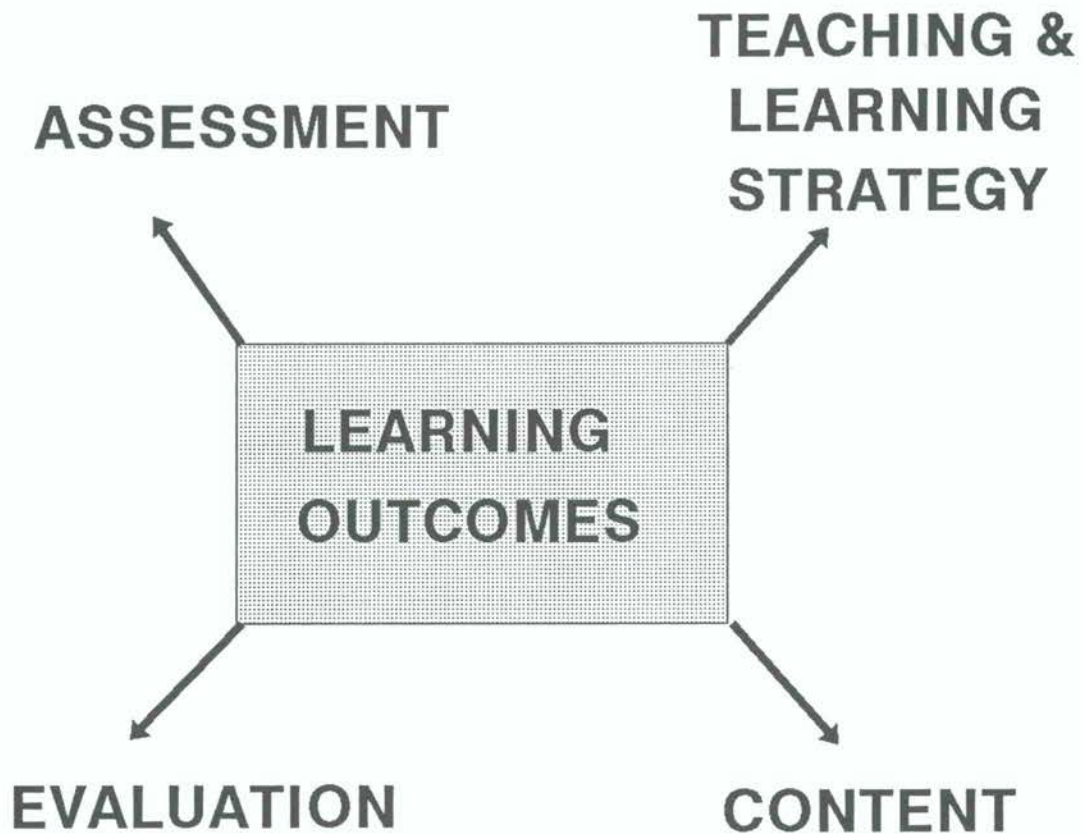 ASSESSMENT
TEACHING &
LEARNING
STRATEGY
LEARNING
OUTCOMES
EVALUATION
CONTENT